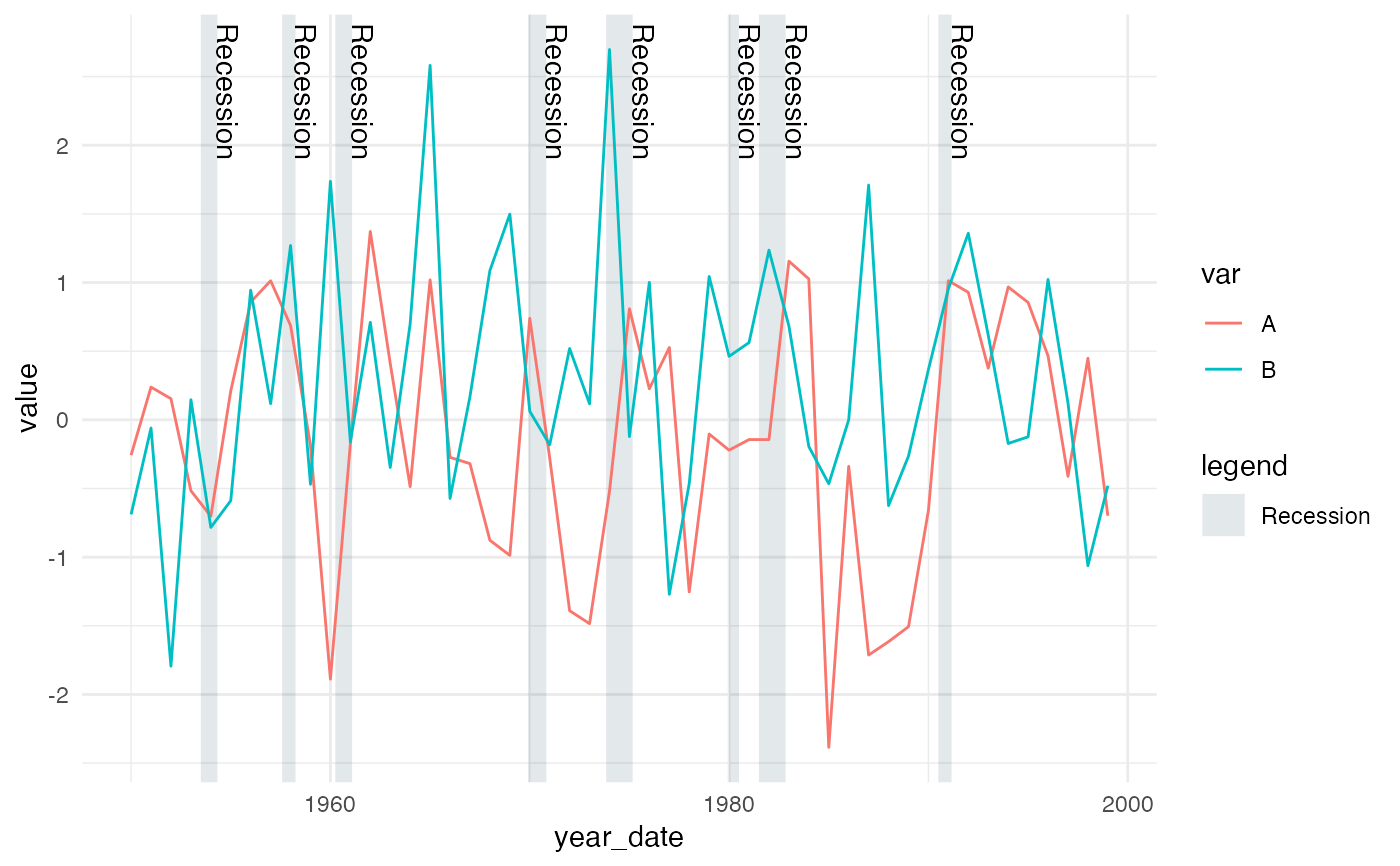 Recession
Recession
Recession
Recession
Recession
Recession
Recession
Recession
2
1
0
-1
-2
value
1960
1980
2000
year_date
var
A
B
legend
Recession